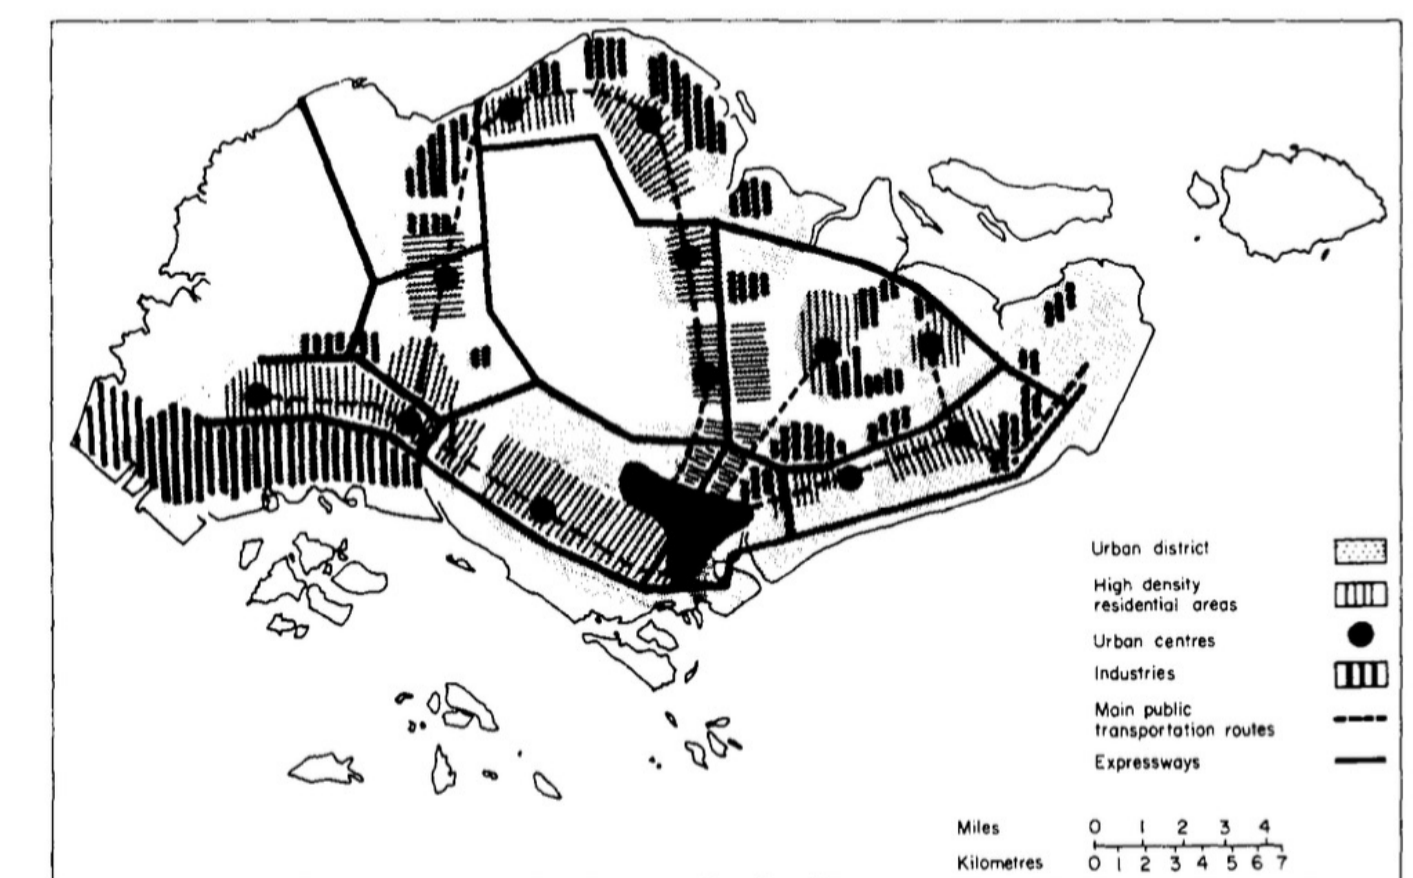 Urban district
High density
residential areas
Urban centres
Industries
Main public
transportation routes
Expressways
Miles 0 1 2 3 4
Kilometres 0 1 2 3 4 5 6 7